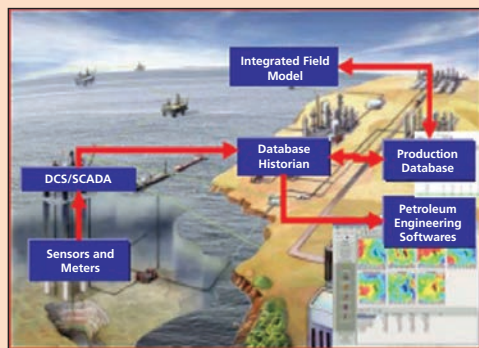 Integrated Field
Model
Database
Historian
Production
Database
DCS/SCADA
Petroleum
Engineering
Softwares
Sensors and
Meters